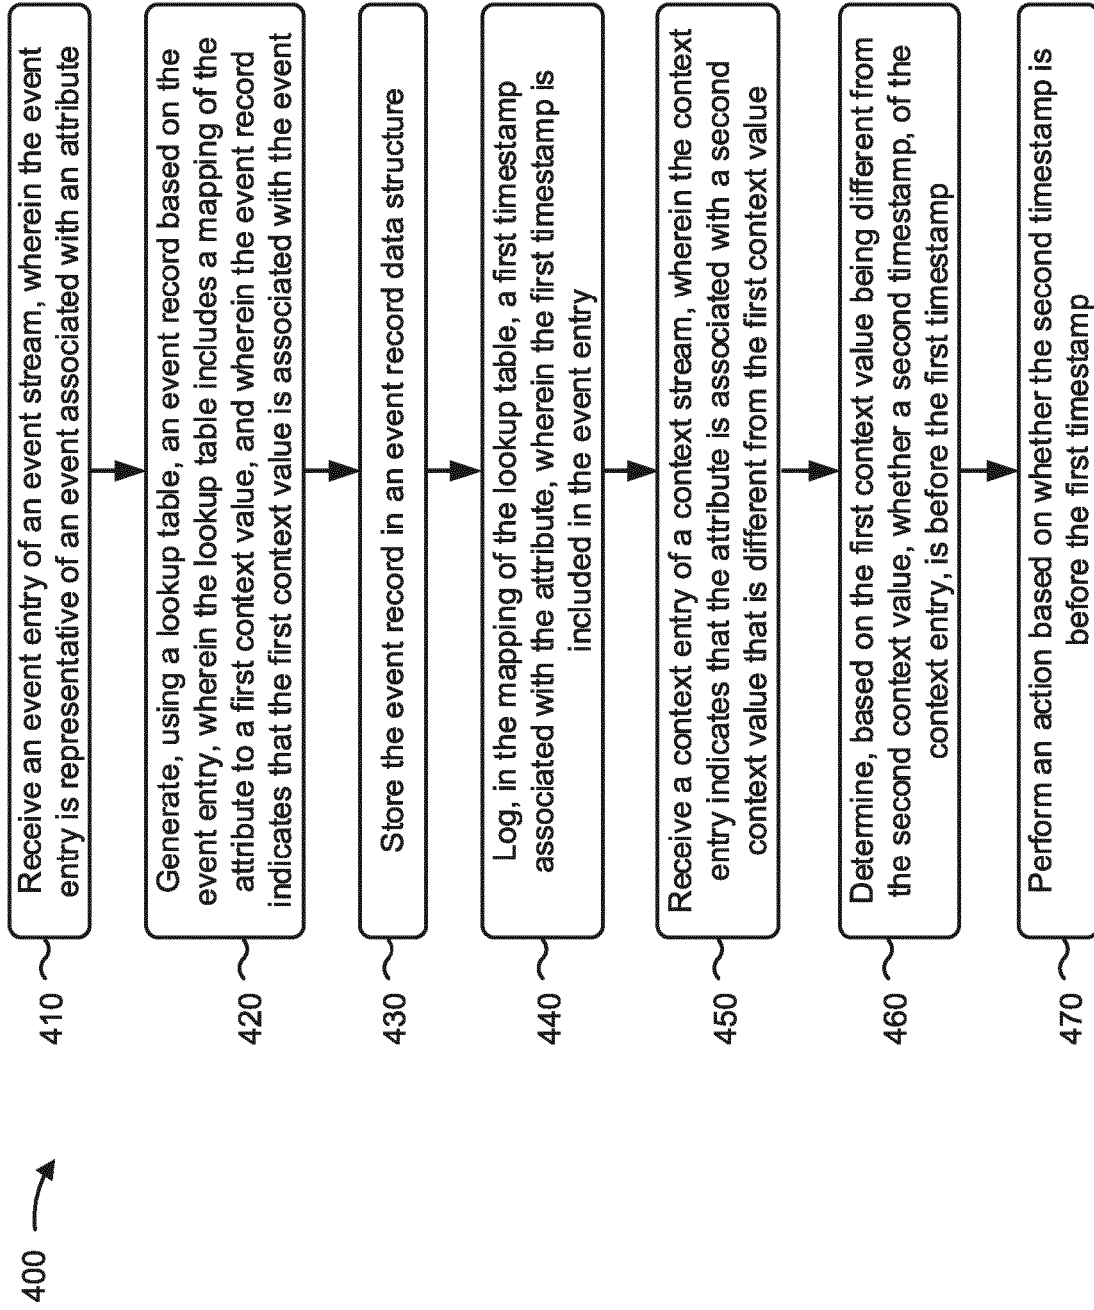 400
410
Receive an event entry of an event stream, wherein the event
entry is representative of an event associated with an attribute
420
Generate, using a lookup table, an event record based on the
event entry, wherein the lookup table includes a mapping of the
attribute to a first context value, and wherein the event record
indicates that the first context value is associated with the event
430
Store the event record in an event record data structure
440
Log, in the mapping of the lookup table, a first timestamp
associated with the attribute, wherein the first timestamp is
included in the event entry
450
Receive a context entry of a context stream, wherein the context
entry indicates that the attribute is associated with a second
context value that is different from the first context value
460
Determine, based on the first context value being different from
the second context value, whether a second timestamp, of the
context entry, is before the first timestamp
470
Perform an action based on whether the second timestamp is
before the first timestamp